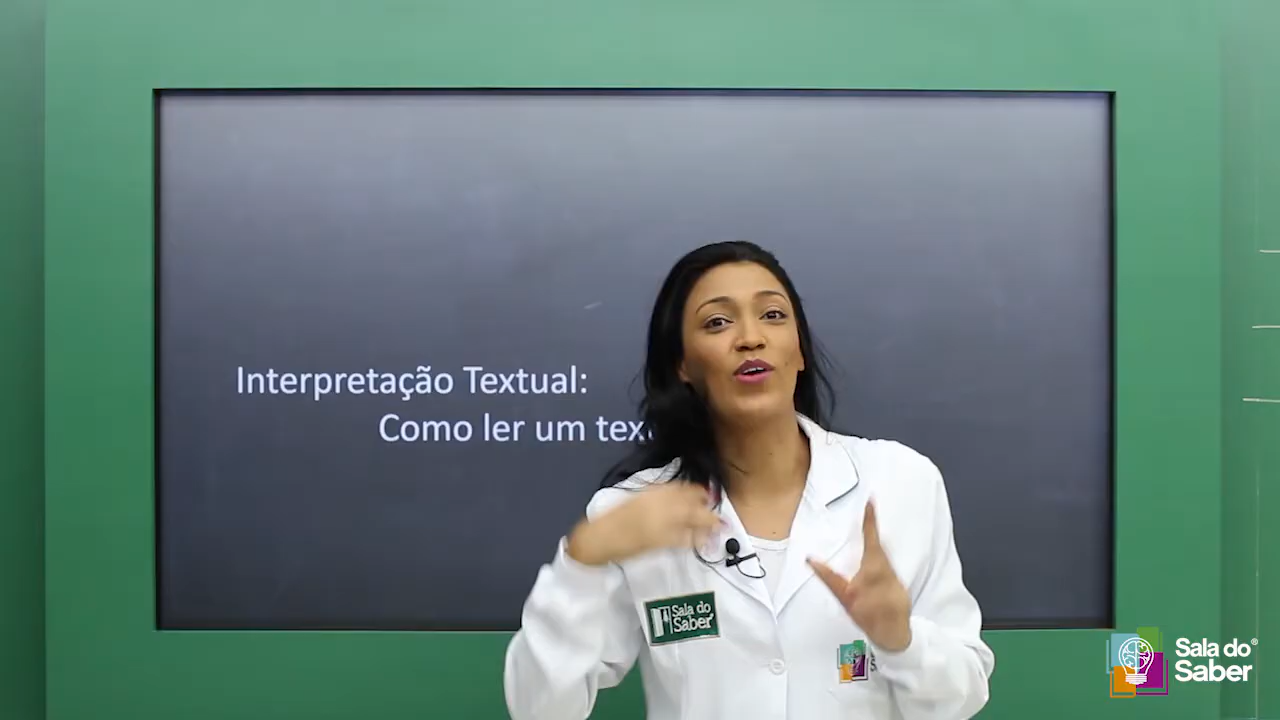 Interpretação Textual:
Como ler um
Sala do
Saber
Sala do®
Saber